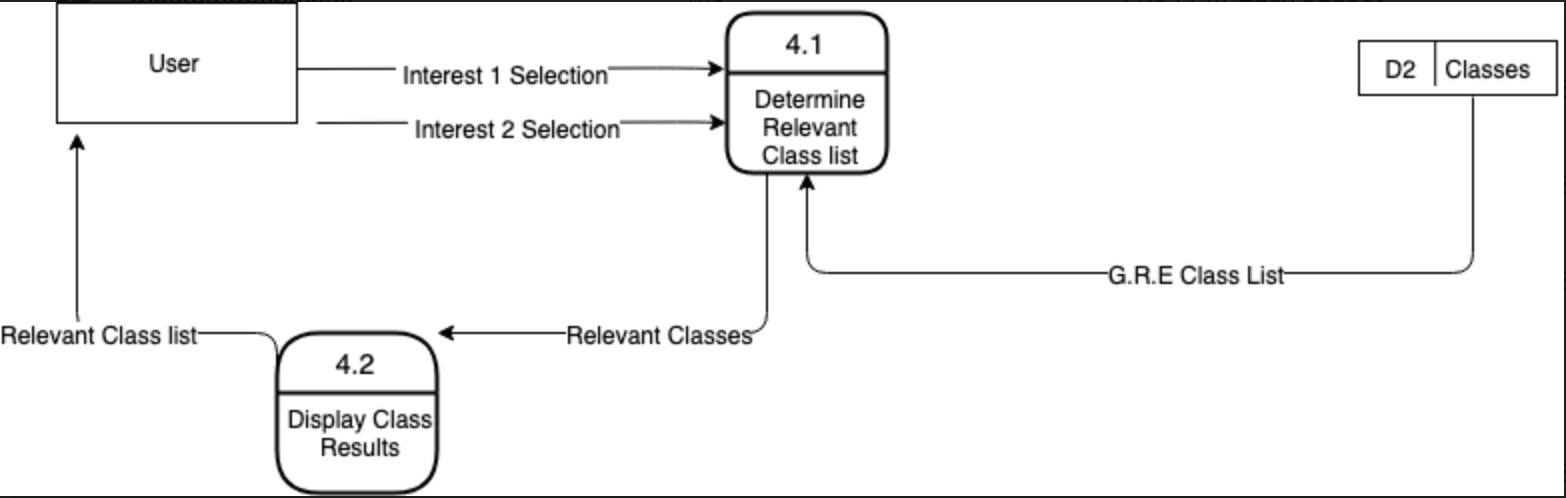 User
Interest 1 Selection
Interest 2 Selection
4.1
Determine
Relevant
Class list
D2 Classes
G.R.E Class List
Relevant Classes
Relevant Class list
4.2
Display Class
Results